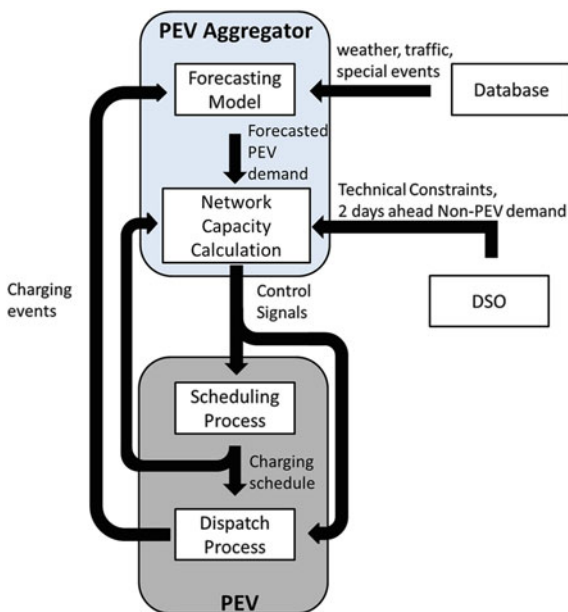 PEV Aggregator
weather, traffic,
special events
Forecasting
Model
Database
Forecasted
PEV
demand
Technical Constraints,
2 days ahead Non-PEV demand
Network
Capacity
Calculation
Charging
events
Control
Signals
DSO
Scheduling
Process
Charging
schedule
Dispatch
Process
PEV